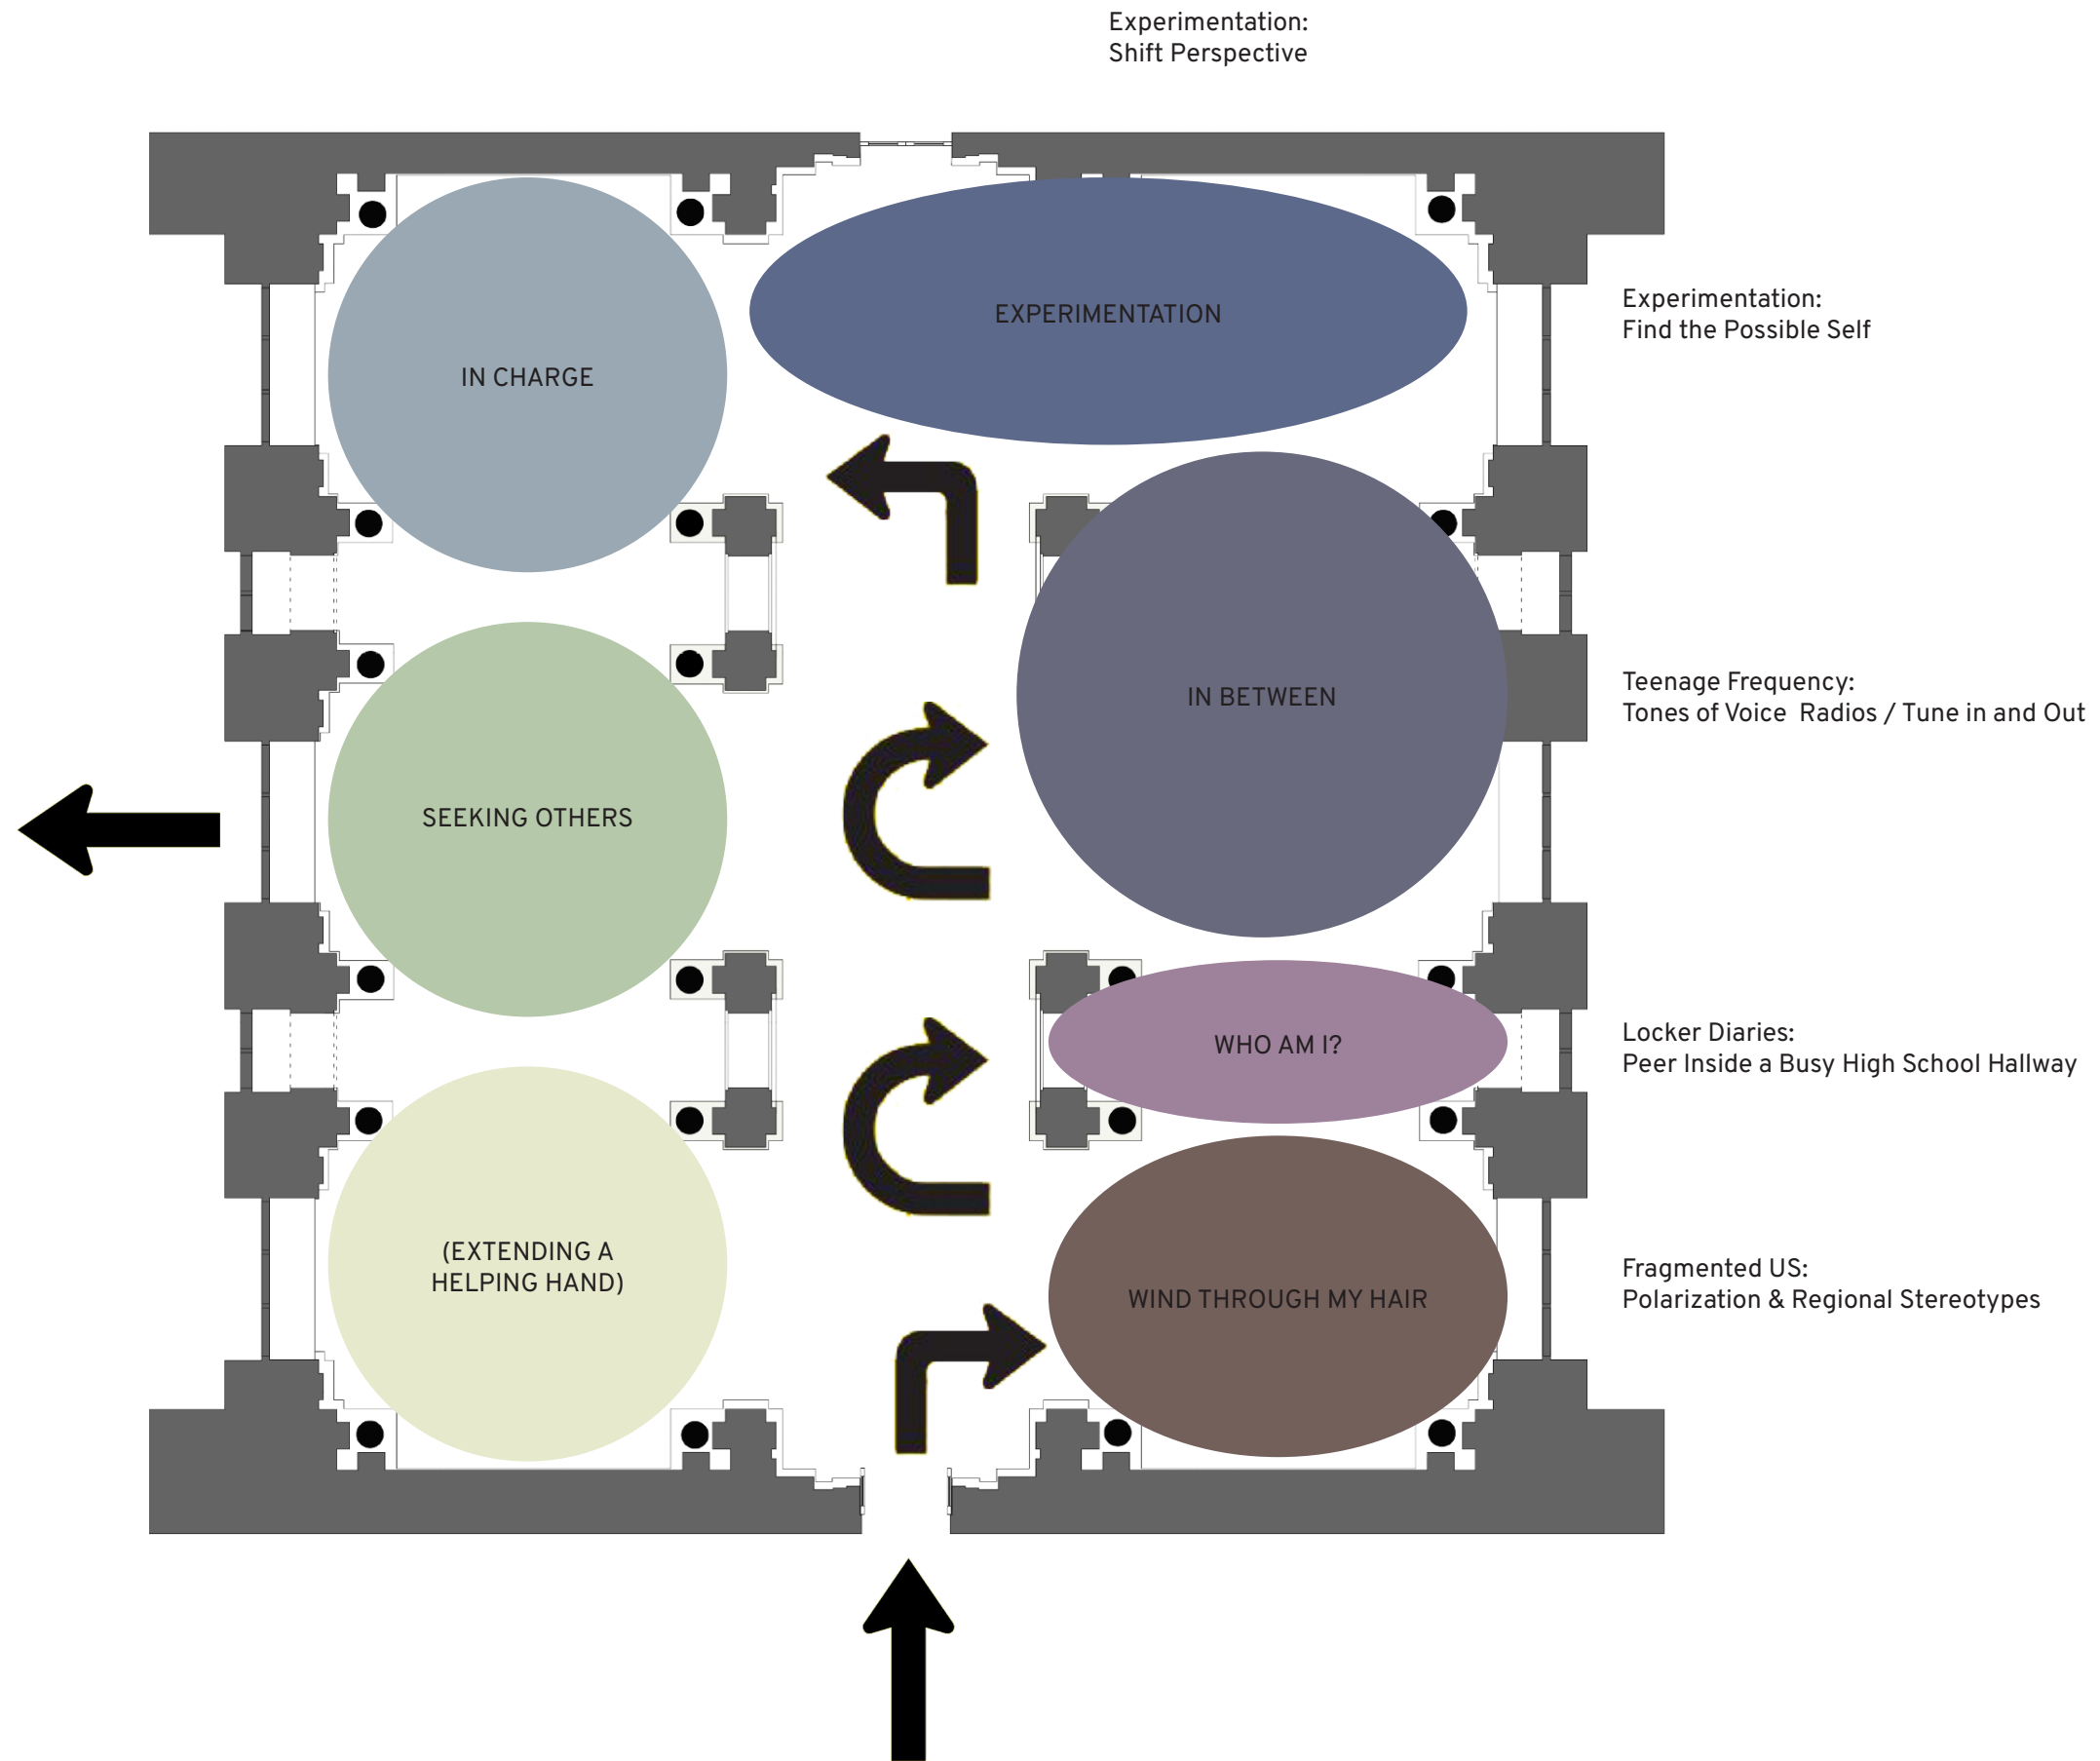 Experimentation:
Shift Perspective
EXPERIMENTATION
Experimentation:
Find the Possible Self
IN CHARGE
IN BETWEEN
Teenage Frequency:
Tones of Voice  Radios / Tune in and Out
SEEKING OTHERS
WHO AM I?
Locker Diaries:
Peer Inside a Busy High School Hallway
(EXTENDING A
HELPING HAND)
WIND THROUGH MY HAIR
Fragmented US:
Polarization & Regional Stereotypes